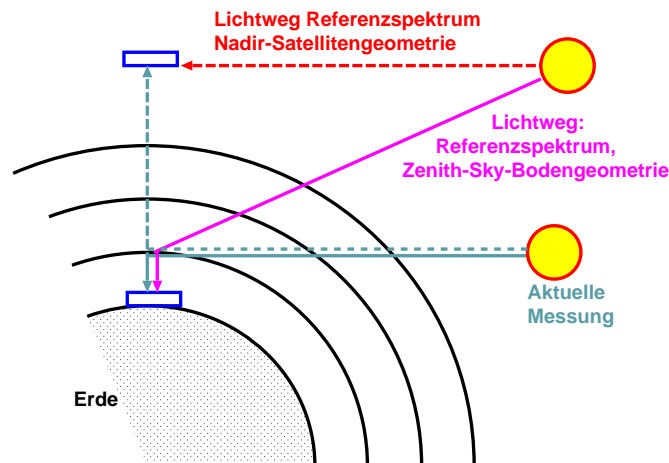 Lichtweg Referenzspektrum
Nadir-Satellitengeometrie
Lichtweg:
Referenzspektrum,
Zenith-Sky-Bodengeometrie
Aktuelle
Messung
Erde